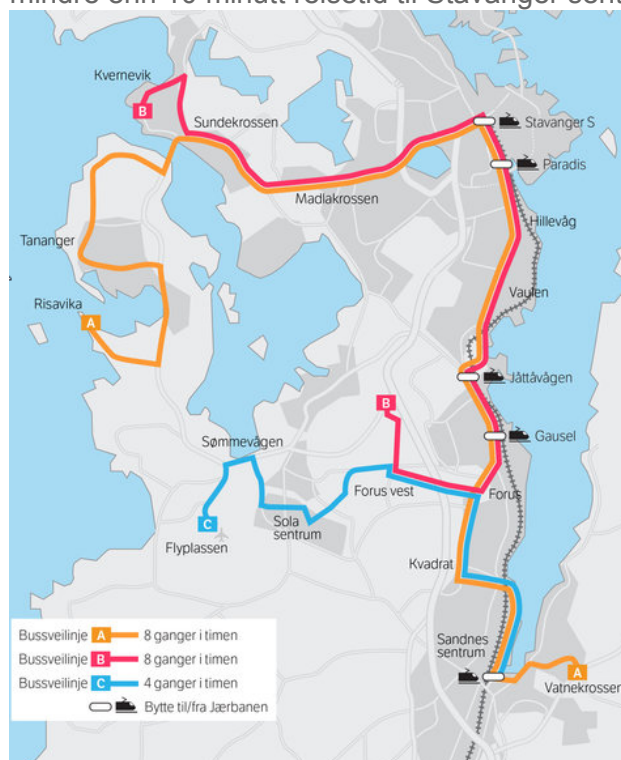 Kvernevik
B
Sundekrossen
Stavanger S
Paradis
Madlakrossen
Hillevåg
Tananger
Vaulen
Risavika
A
Jåttåvågen
B
Gausel
Sømmevågen
Forus vest
Forus
C
Sola
sentrum
Flyplassen
Kvadrat
Bussveilinje A 8 ganger i timen
Bussveilinje B 8 ganger i timen
Bussveilinje C 4 ganger i timen
Bytte til/fra Jærbanen
Sandnes
sentrum
A
Vatnekrossen